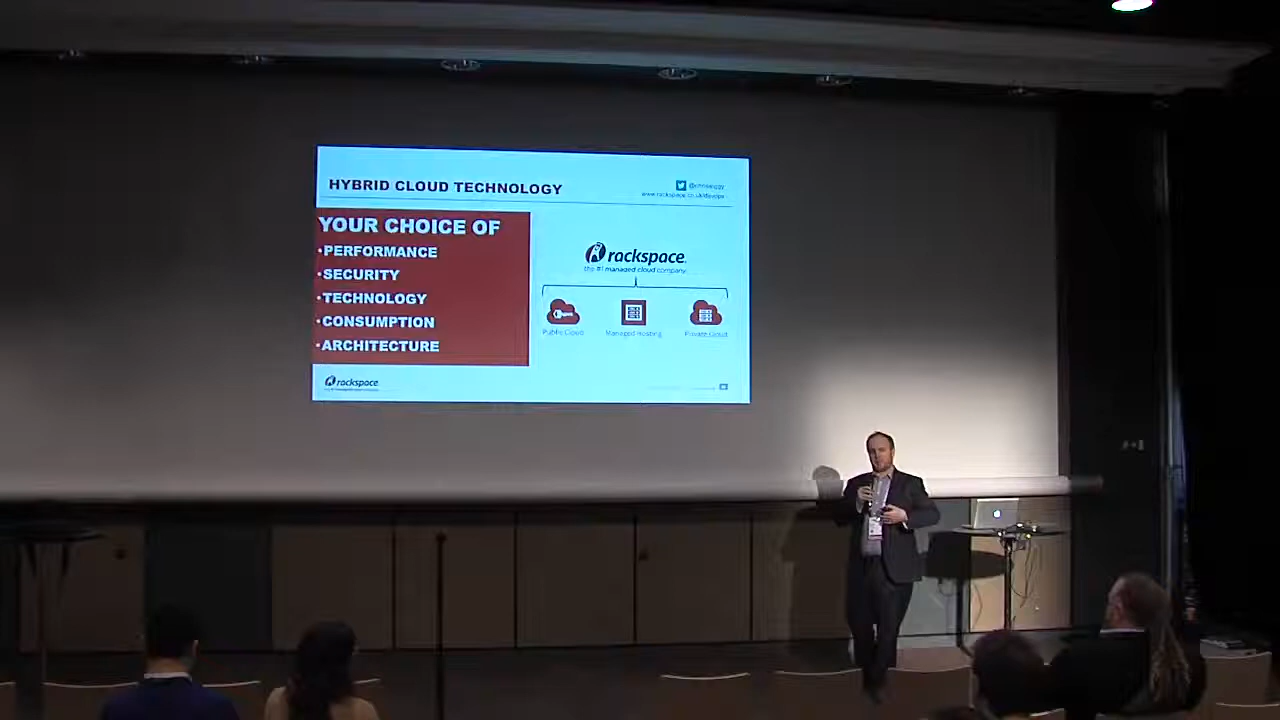 HYBRID CLOUD TECHNOLOGY
YOUR CHOICE OF
•PERFORMANCE
•SECURITY
•TECHNOLOGY
•CONSUMPTION
•ARCHITECTURE
rackspace
the #1 managed cloud company
Public Cloud
Managed Hosting
Private Cloud
rackspace